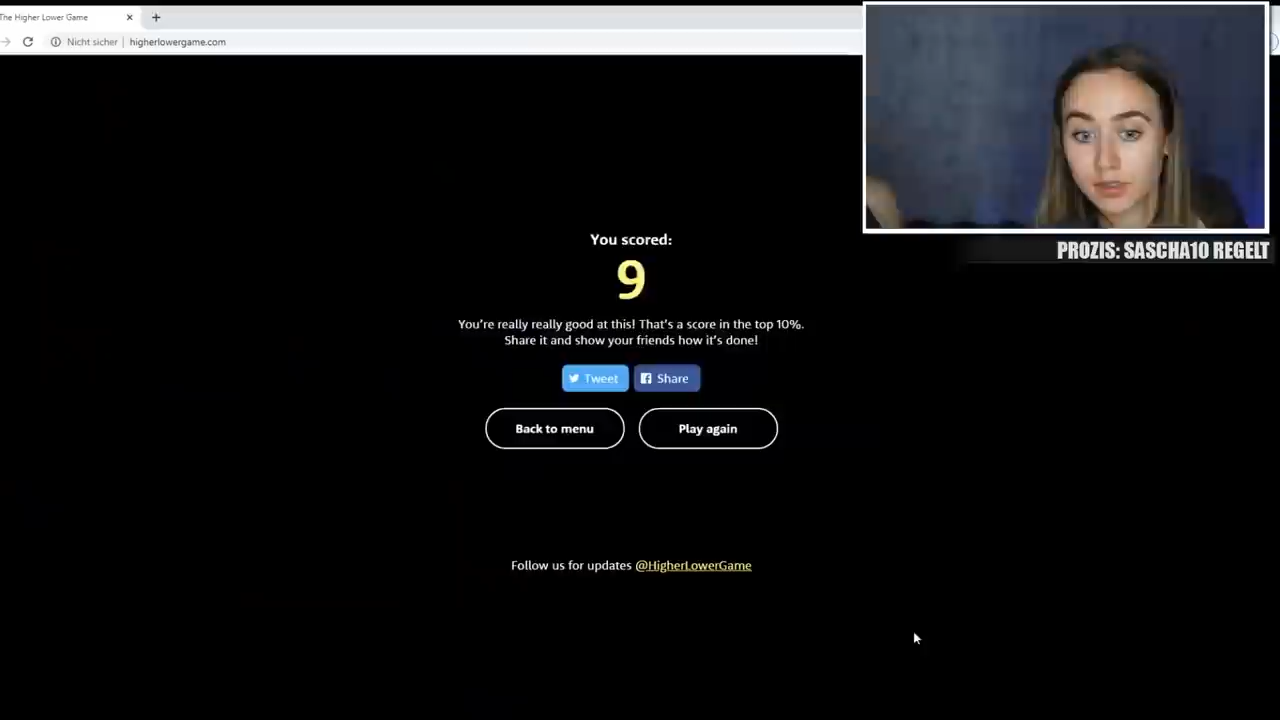 The Higher Lower Game
Nicht sicher
higherlowergame.com
PROZIS: SASCHA10 REGELT
You scored:
9
You're really really good at this! That's a score in the top 10%.
Share it and show your friends how it's done!
Tweet
Share
Back to menu
Play again
Follow us for updates @HigherLowerGame